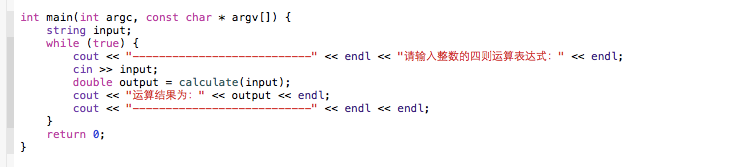 int main(int argc, const char * argv[]) {
    string input;
    while (true) {
        cout << "---------------------------" << endl << "请输入整数的四则运算表达式：" << endl;
        cin >> input;
        double output = calculate(input);
        cout << "运算结果为：" << output << endl;
        cout << "---------------------------" << endl << endl;
    }
    return 0;
}